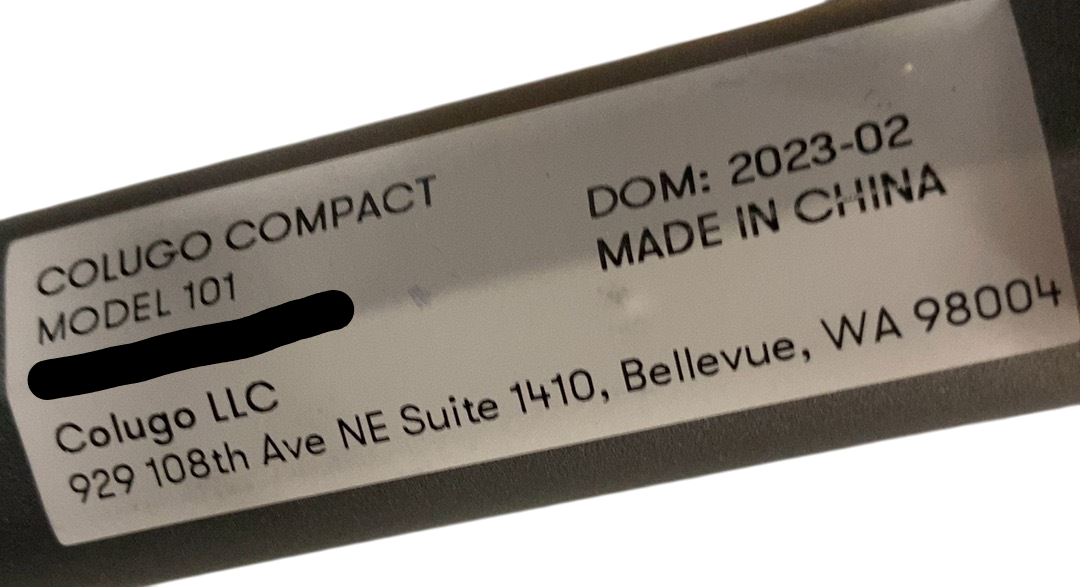 COLUGO COMPACT
MODEL 101
DOM: 2023-02
MADE IN CHINA
Colugo LLC
929 108th Ave NE Suite 1410, Bellevue, WA 98004